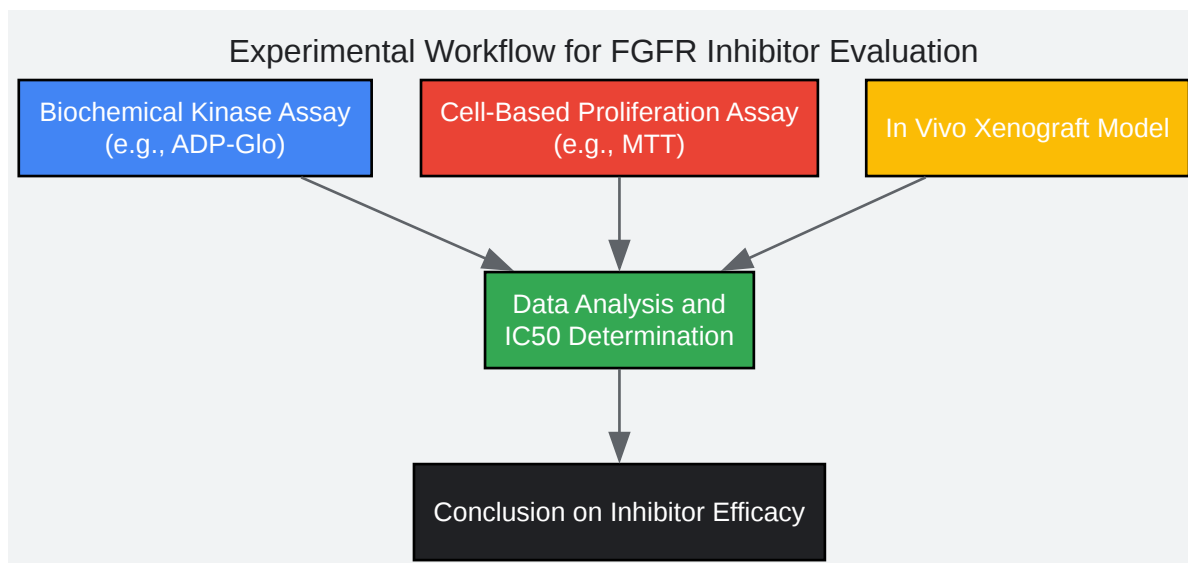 Experimental Workflow for FGFR Inhibitor Evaluation
Biochemical Kinase Assay
(e.g., ADP-Glo)
Cell-Based Proliferation Assay
(e.g., MTT)
In Vivo Xenograft Model
Data Analysis and
IC50 Determination
Conclusion on Inhibitor Efficacy